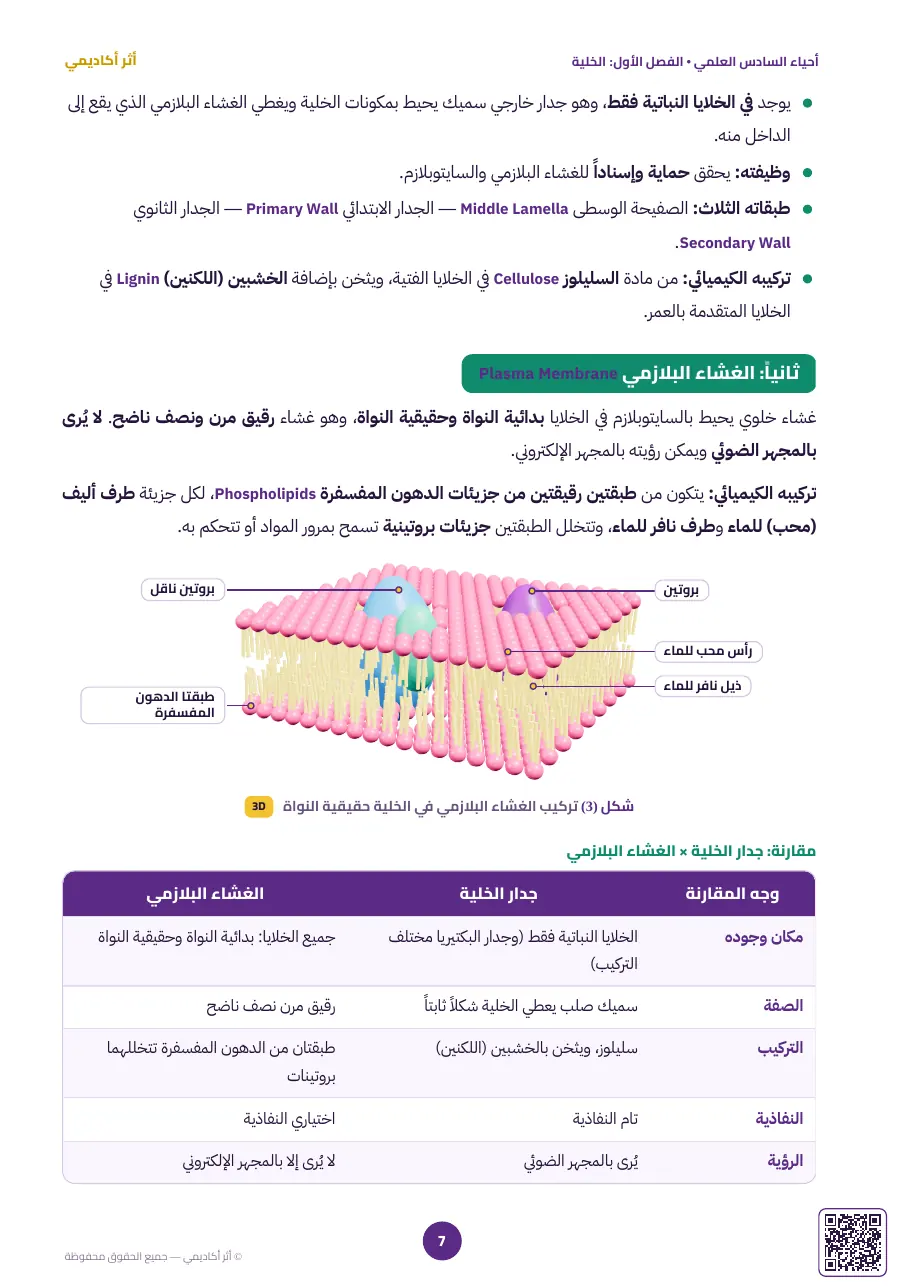 أحياء السادس العلمي • الفصل الأول: الخلية
أثر أكاديمي
يوجد في الخلايا النباتية فقط، وهو جدار خارجي سميك يحيط بمكونات الخلية ويغطي الغشاء البلازمي الذي يقع إلى
الداخل منه.
وظيفته: يحقق حماية وإسناداً للغشاء البلازمي والسايتوبلازم.
طبقاته الثلاث: الصفيحة الوسطى Middle Lamella — الجدار الابتدائي Primary Wall — الجدار الثانوي
Secondary Wall.
تركيبه الكيميائي: من مادة السليلوز Cellulose في الخلايا الفتية، ويثخن بإضافة الخشبين (اللكنين) Lignin في
الخلايا المتقدمة بالعمر.
ثانياً: الغشاء البلازمي Plasma Membrane
غشاء خلوي يحيط بالسايتوبلازم في الخلايا بدائية النواة وحقيقية النواة، وهو غشاء رقيق مرن ونصف ناضح. لا يُرى
بالمجهر الضوئي ويمكن رؤيته بالمجهر الإلكتروني.
تركيبه الكيميائي: يتكون من طبقتين رقيقتين من جزيئات الدهون المفسفرة Phospholipids، لكل جزيئة طرف أليف
(محب) للماء وطرف نافر للماء، وتتخلل الطبقتين جزيئات بروتينية تسمح بمرور المواد أو تتحكم به.
بروتين
بروتين ناقل
رأس محب للماء
ذيل نافر للماء
طبقتا الدهون
المفسفرة
شكل (3) تركيب الغشاء البلازمي في الخلية حقيقية النواة 3D
مقارنة: جدار الخلية × الغشاء البلازمي
وجه المقارنة جدار الخلية الغشاء البلازمي
مكان وجوده الخلايا النباتية فقط (وجدار البكتيريا مختلف جميع الخلايا: بدائية النواة وحقيقية النواة
التركيب)
الصفة سميك صلب يعطي الخلية شكلاً ثابتاً رقيق مرن نصف ناضح
التركيب سليلوز، ويثخن بالخشبين (اللكنين) طبقتان من الدهون المفسفرة تتخللهما
بروتينات
النفاذية تام النفاذية اختياري النفاذية
الرؤية يُرى بالمجهر الضوئي لا يُرى إلا بالمجهر الإلكتروني
7
© أثر أكاديمي — جميع الحقوق محفوظة